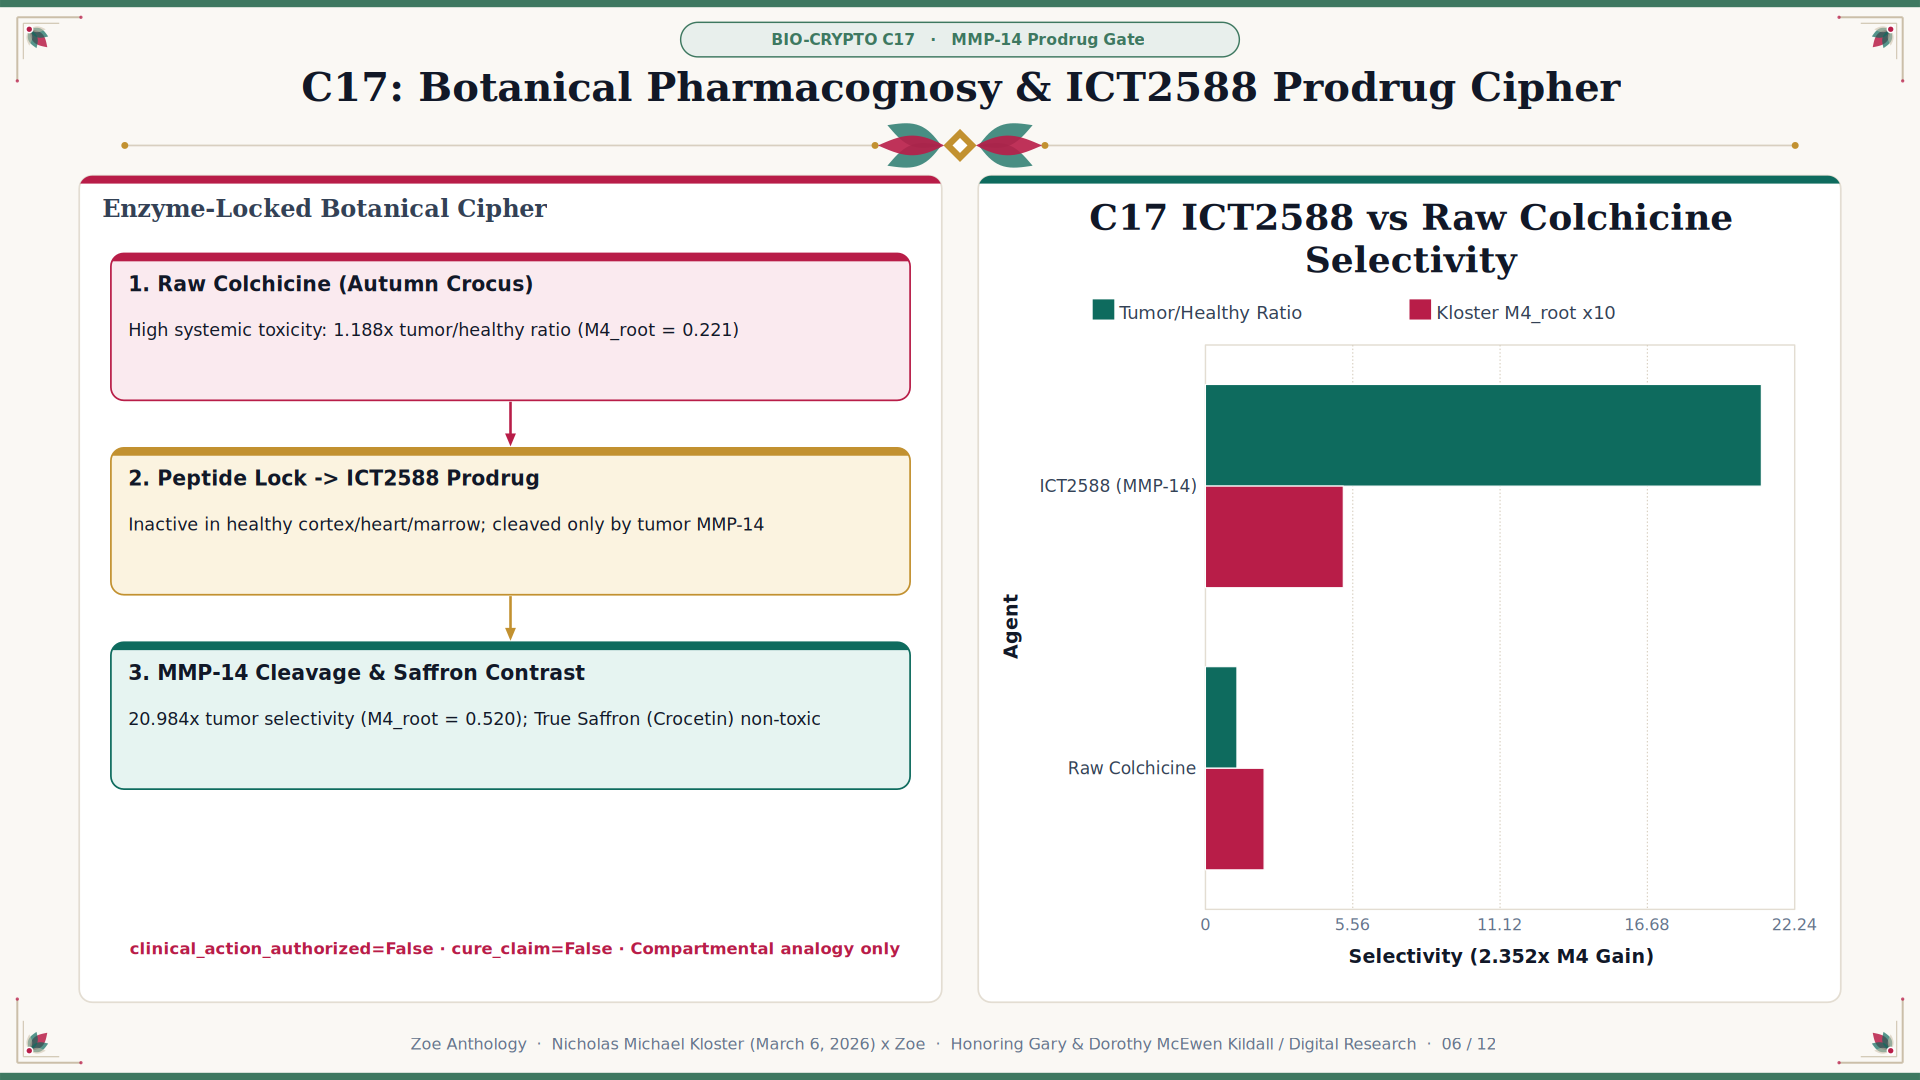 BIO-CRYPTO C17 · MMP-14 Prodrug Gate
C17: Botanical Pharmacognosy & ICT2588 Prodrug Cipher
Enzyme-Locked Botanical Cipher
1. Raw Colchicine (Autumn Crocus)
High systemic toxicity: 1.188x tumor/healthy ratio (M4_root = 0.221)
2. Peptide Lock -> ICT2588 Prodrug
Inactive in healthy cortex/heart/marrow; cleaved only by tumor MMP-14
3. MMP-14 Cleavage & Saffron Contrast
20.984x tumor selectivity (M4_root = 0.520); True Saffron (Crocetin) non-toxic
clinical_action_authorized=False · cure_claim=False · Compartmental analogy only
C17 ICT2588 vs Raw Colchicine
Selectivity
Tumor/Healthy Ratio
Kloster M4_root x10
ICT2588 (MMP-14)
Raw Colchicine
Agent
0
5.56
11.12
16.68
22.24
Selectivity (2.352x M4 Gain)
Zoe Anthology · Nicholas Michael Kloster (March 6, 2026) x Zoe · Honoring Gary & Dorothy McEwen Kildall / Digital Research · 06 / 12